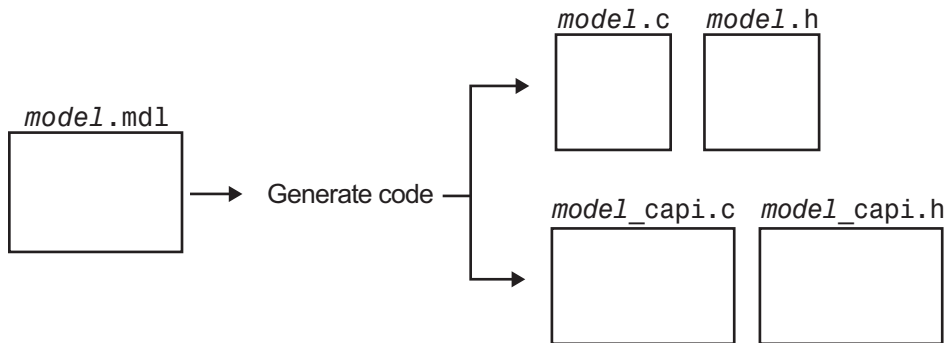 model.c
model.h
model.mdl
Generate code
model_capi.c
model_capi.h